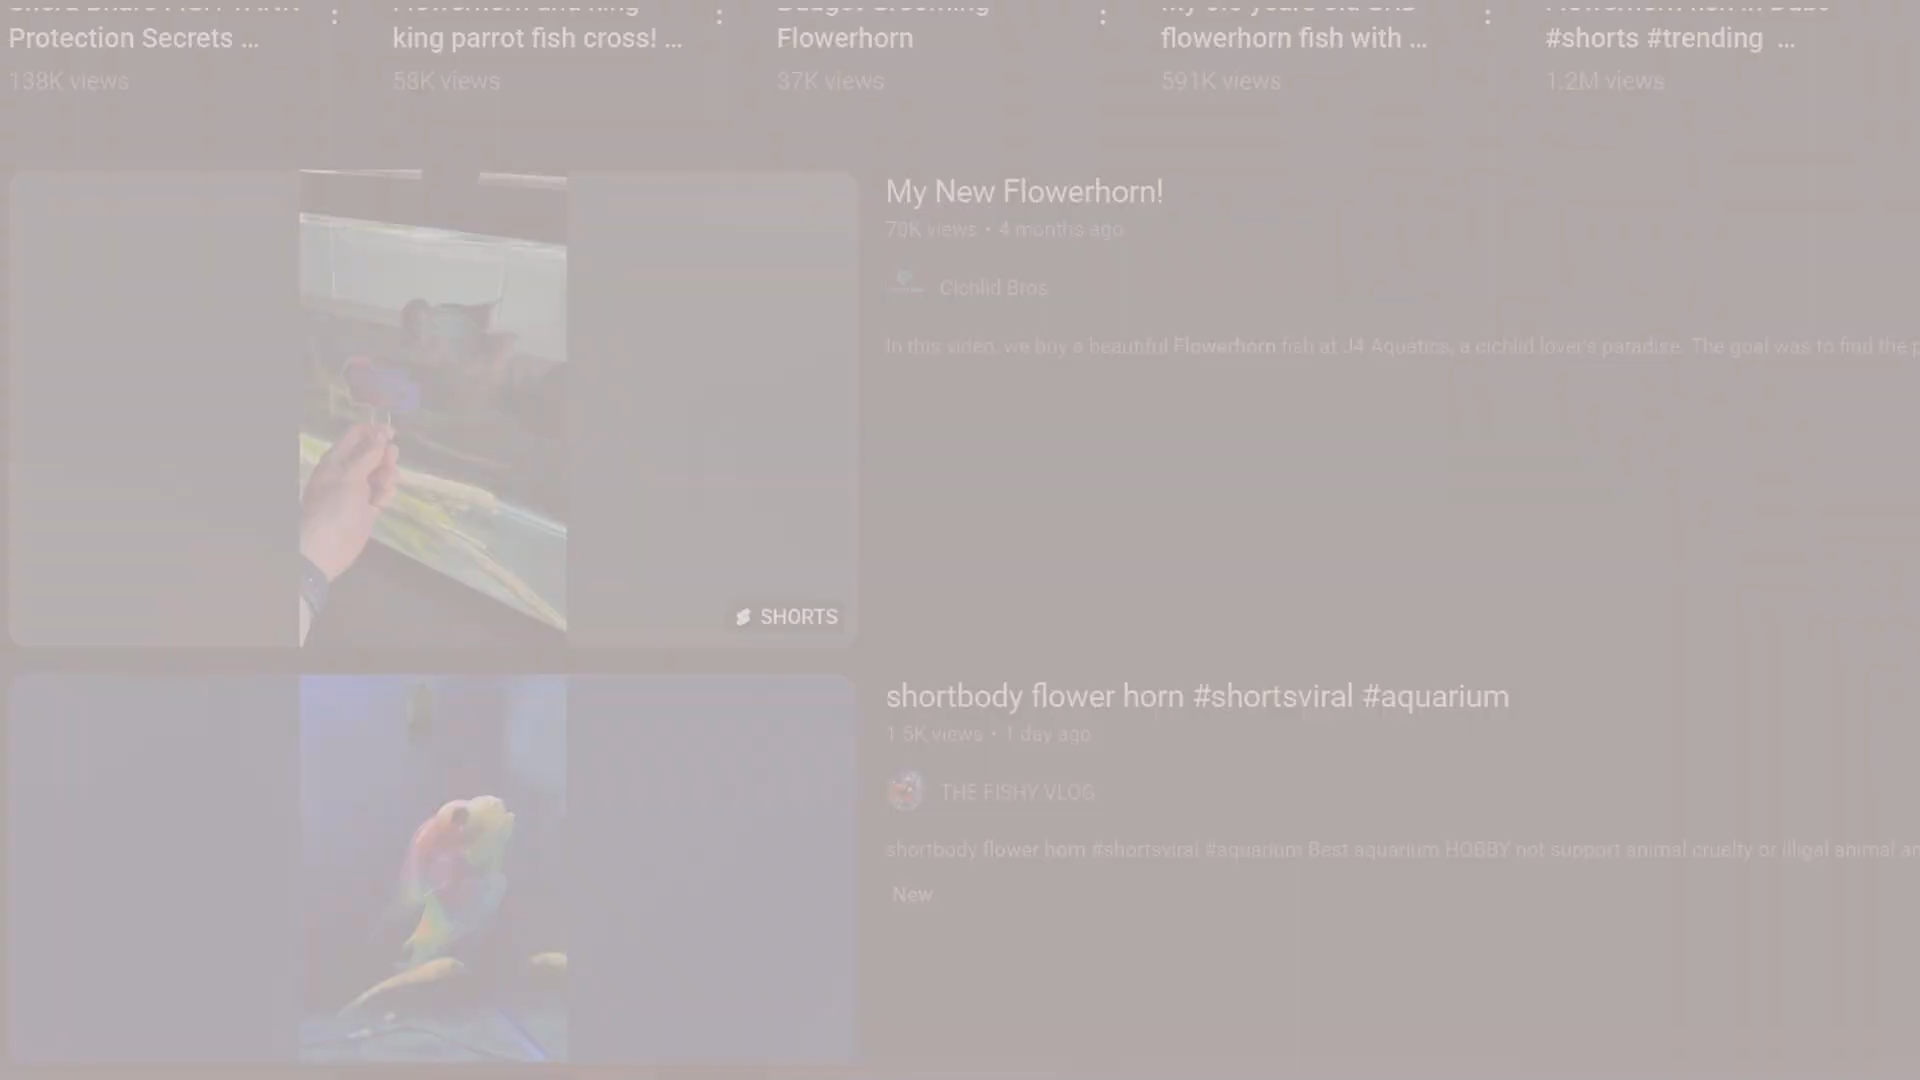 Protection Secrets ...
138K views
king parrot fish cross! ...
58K views
Flowerhorn
37K views
flowerhorn fish with ...
591K views
#shorts #trending ...
1.2M views
My New Flowerhorn!
70K views • 4 months ago
Cichlid Bros
In this video, we buy a beautiful Flowerhorn fish at J4 Aquatics, a cichlid lover's paradise. The goal was to find the
SHORTS
shortbody flower horn #shortsviral #aquarium
1.5K views • 1 day ago
THE FISHY VLOG
shortbody flower horn #shortsviral #aquarium Best aquarium HOBBY not support animal cruelty or illigal animal
New